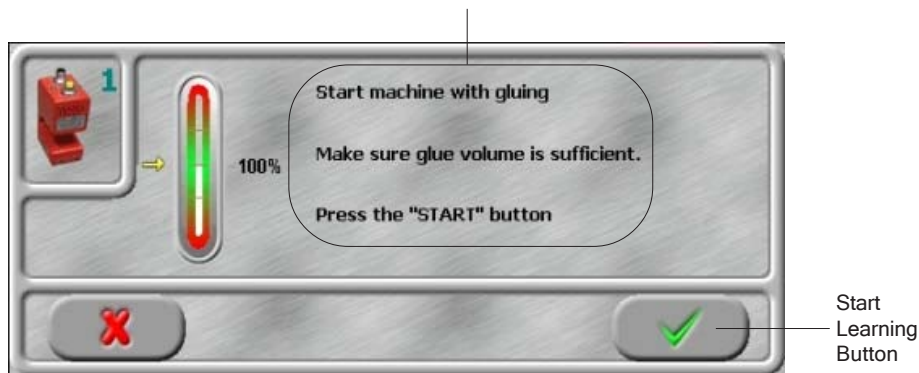 1
Start machine with gluing
100%
Make sure glue volume is sufficient.
Press the "START" button
Start
Learning
Button